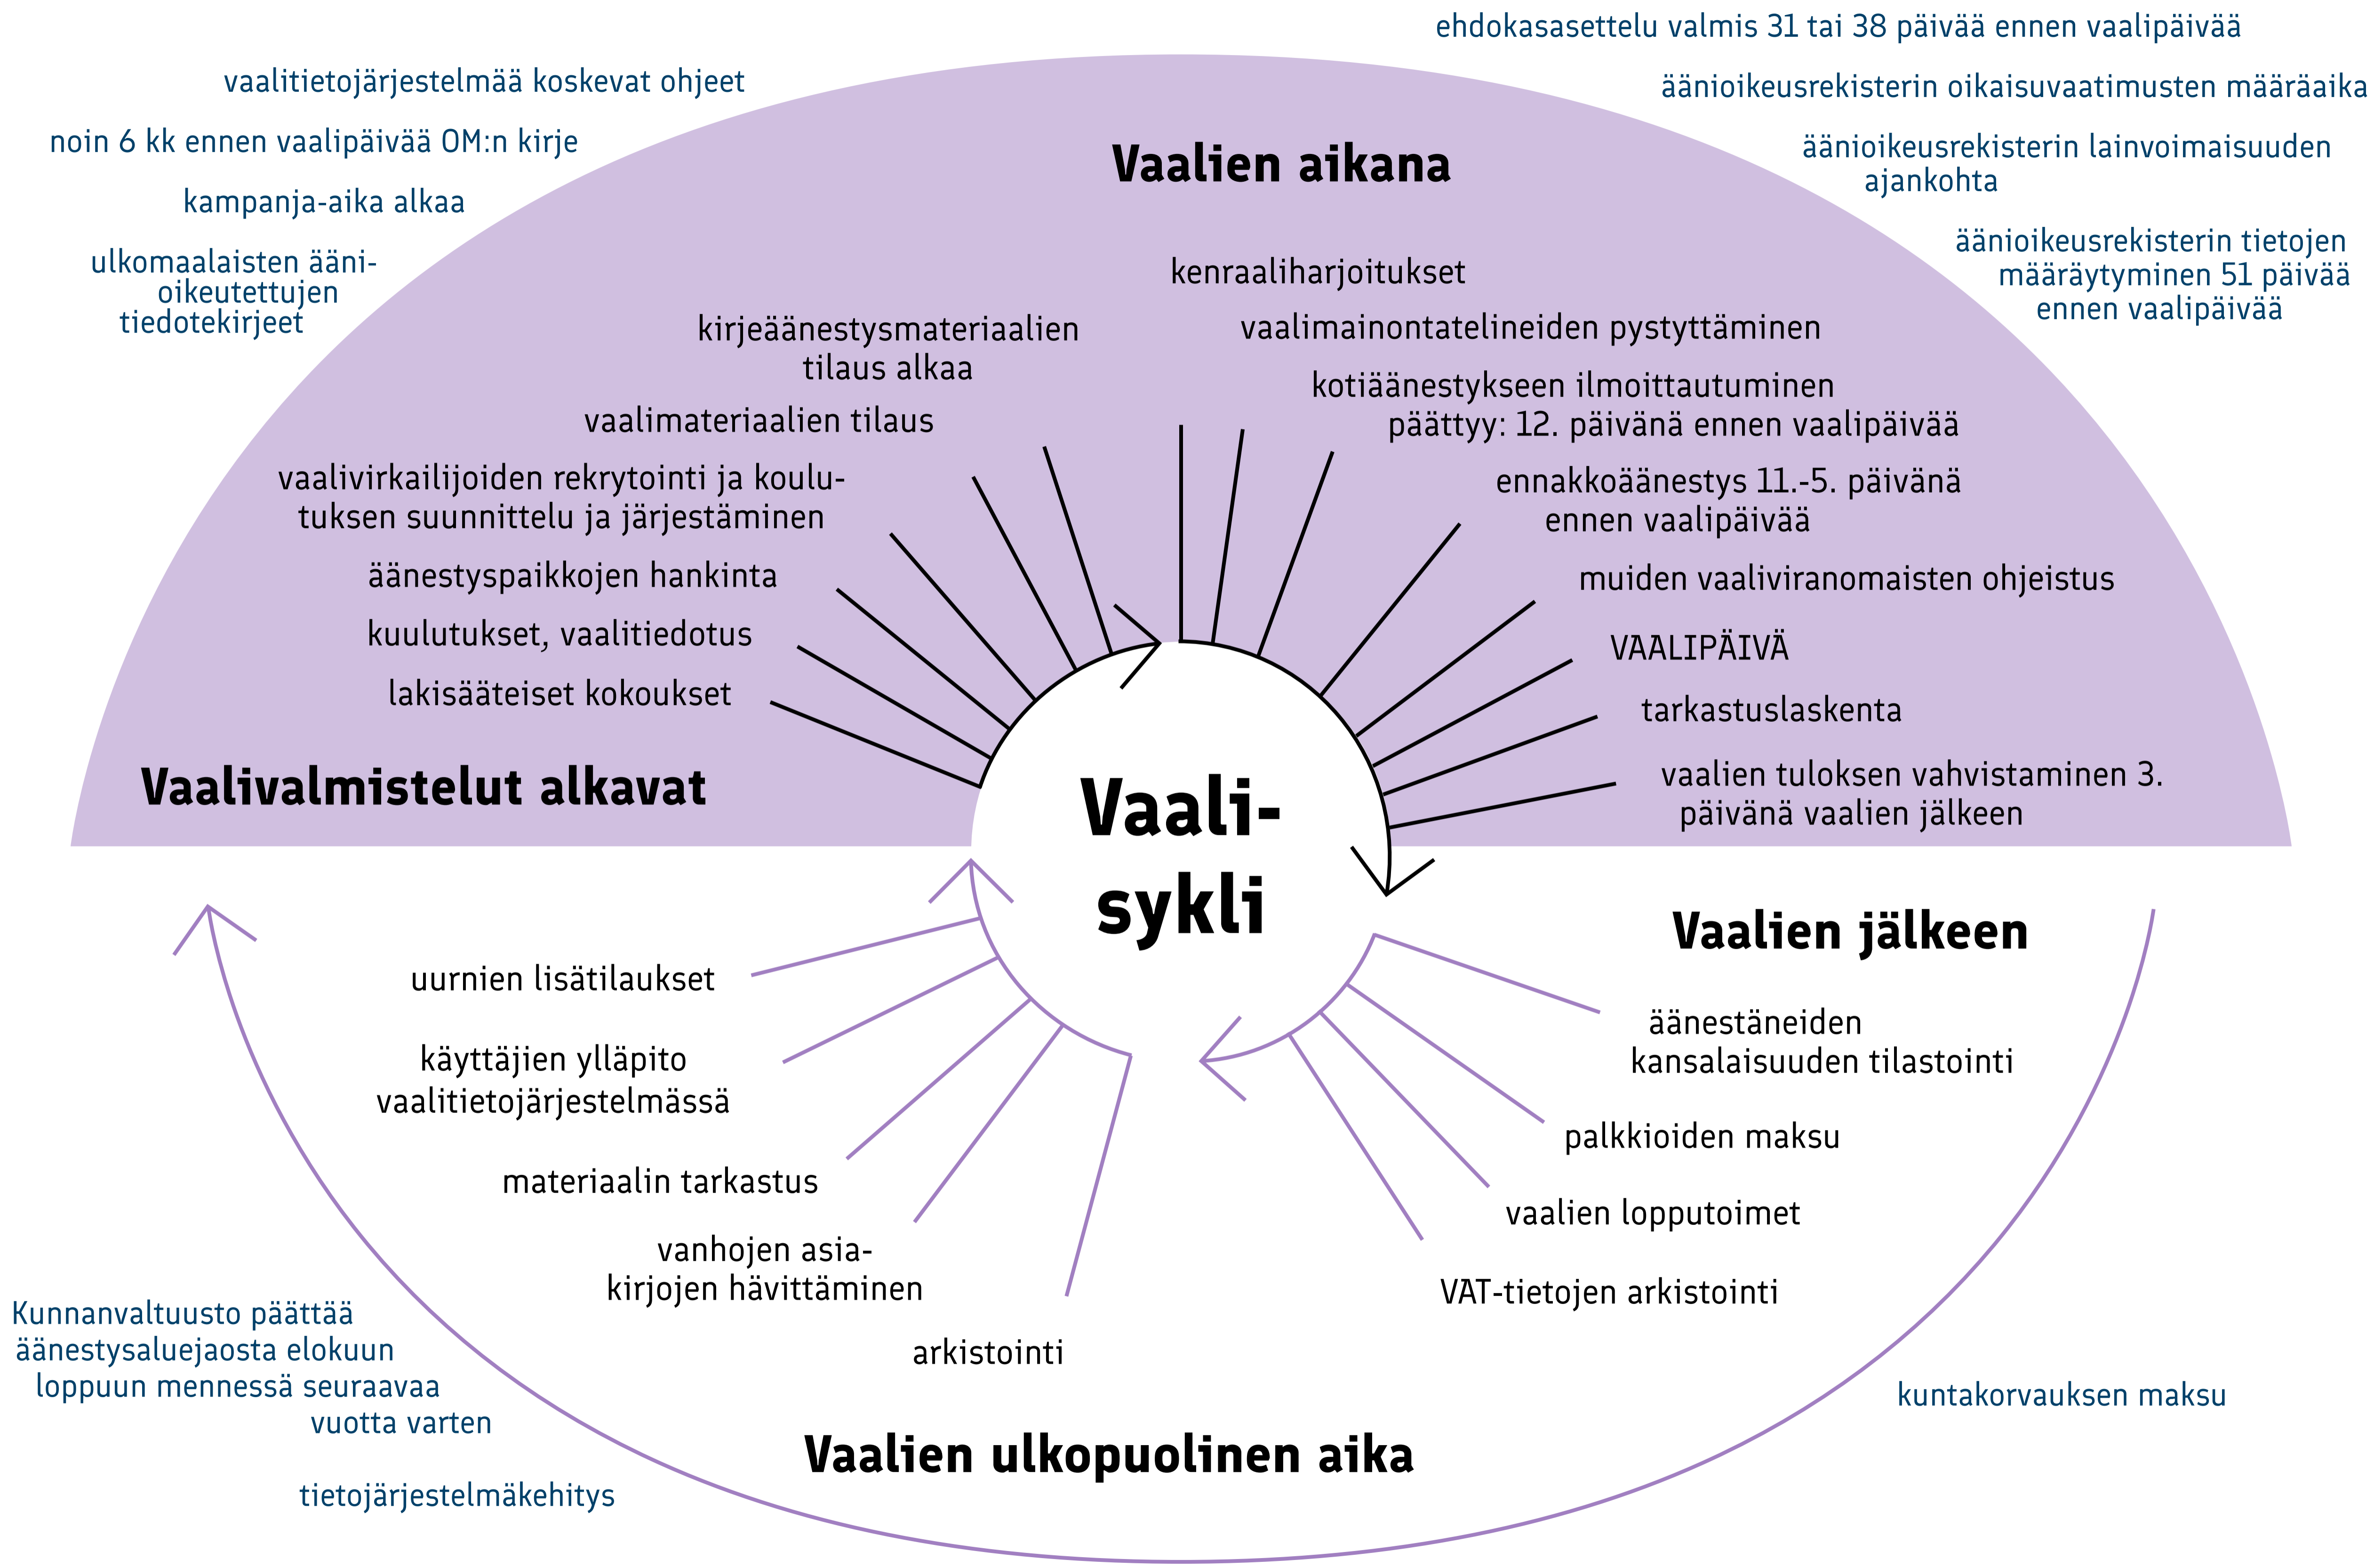 ehdokasasettelu valmis 31 tai 38 päivää ennen vaalipäivää
äänioikeusrekisterin oikaisuvaatimusten määräaika
äänioikeusrekisterin lainvoimaisuuden
ajankohta
äänioikeusrekisterin tietojen
määräytyminen 51 päivää
ennen vaalipäivää
vaalitietojärjestelmää koskevat ohjeet
noin 6 kk ennen vaalipäivää OM:n kirje
kampanja-aika alkaa
ulkomaalaisten ääni-
oikeutettujen
tiedotekirjeet
Vaalien aikana
kirjeäänestysmateriaalien
tilaus alkaa
vaalimateriaalien tilaus
vaalivirkailijoiden rekrytointi ja koulu-
tuksen suunnittelu ja järjestäminen
äänestyspaikkojen hankinta
kuulutukset, vaalitiedotus
lakisääteiset kokoukset
Vaalivalmistelut alkavat
kenraaliharjoitukset
vaalimainontatelineiden pystyttäminen
kotiäänestykseen ilmoittautuminen
päättyy: 12. päivänä ennen vaalipäivää
ennakkoäänestys 11.-5. päivänä
ennen vaalipäivää
muiden vaaliviranomaisten ohjeistus
VAALIPÄIVÄ
tarkastuslaskenta
vaalien tuloksen vahvistaminen 3.
päivänä vaalien jälkeen
Vaali-
sykli
Vaalien jälkeen
äänestäneiden
kansalaisuuden tilastointi
palkkioiden maksu
vaalien lopputoimet
VAT-tietojen arkistointi
uurnien lisätilaukset
käyttäjien ylläpito
vaalitietojärjestelmässä
materiaalin tarkastus
vanhojen asia-
kirjojen hävittäminen
arkistointi
Vaalien ulkopuolinen aika
Kunnanvaltuusto päättää
äänestysaluejaosta elokuun
loppuun mennessä seuraavaa
vuotta varten
tietojärjestelmäkehitys
kuntakorvauksen maksu